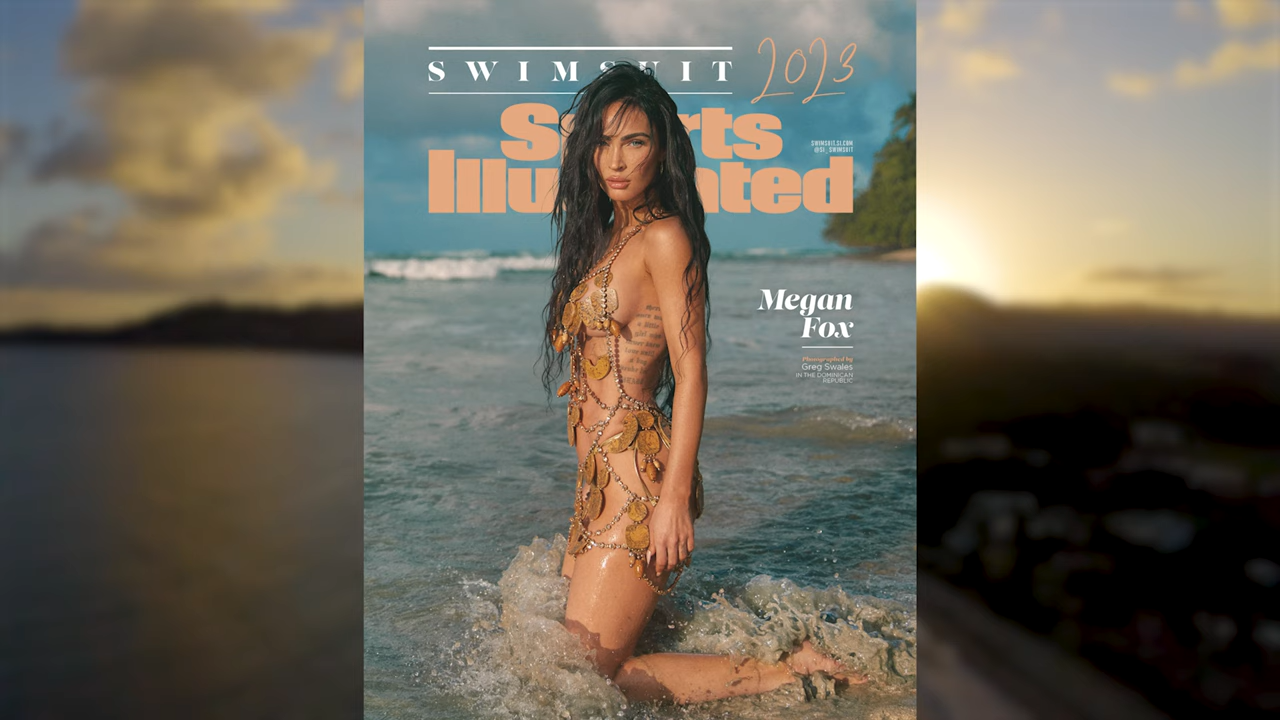 SWIMSUIT 2023
Sports
Illustrated
SWIMSUIT.SI.COM
@SI_SWIMSUIT
Megan
Fox
Photographed by
Greg Swales
IN THE DOMINICAN
REPUBLIC